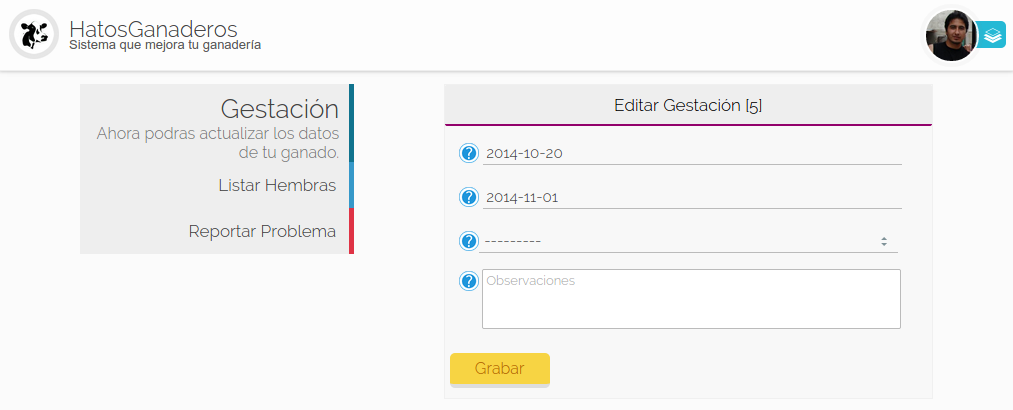 HatosGanaderos
Sistema que mejora tu ganadería
Gestación
Ahora podras actualizar los datos
de tu ganado.
Listar Hembras
Reportar Problema
Editar Gestación [5]
? 2014-10-20
? 2014-11-01
? ---------
? Observaciones
Grabar